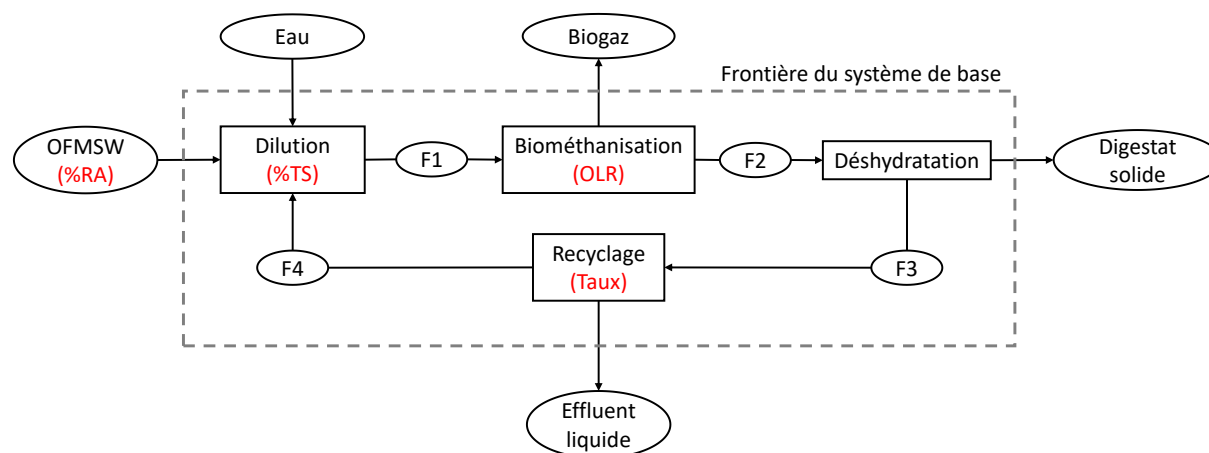 Eau
Biogaz
Frontière du système de base
OFMSW
(%RA)
Dilution
(%TS)
F1
Biométhanisation
(OLR)
F2
Déshydratation
Digestat
solide
F4
Recyclage
(Taux)
F3
Effluent
liquide